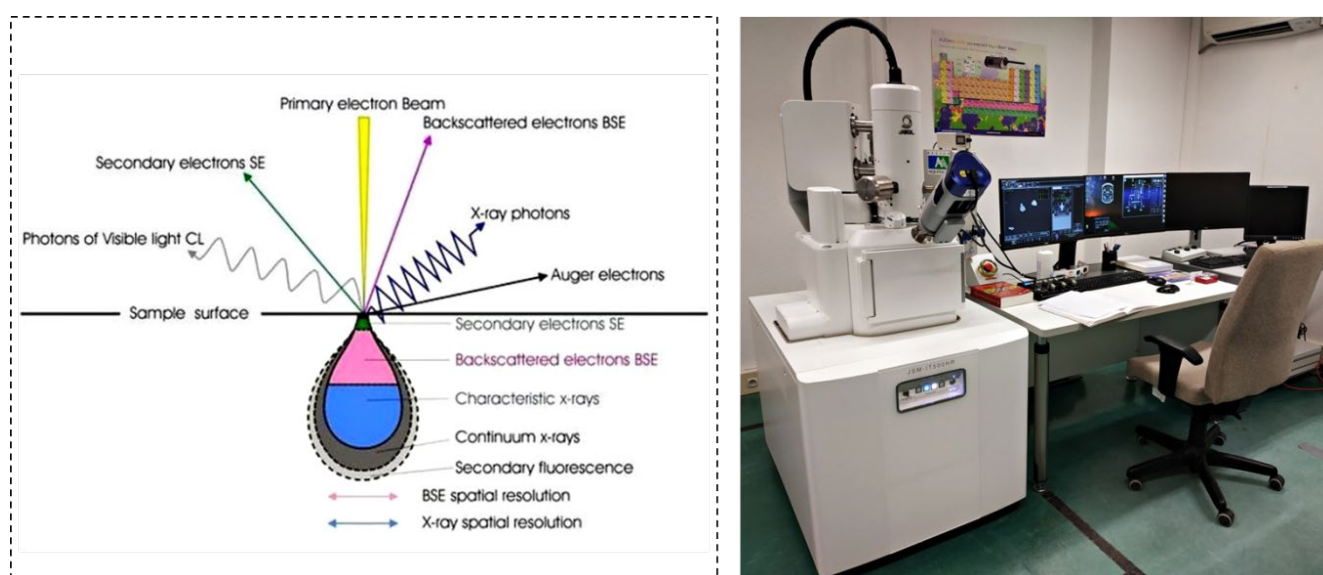 Primary electron Beam
Backscattered electrons BSE
Secondary electrons SE
X-ray photons
Photons of Visible light CL
Auger electrons
Sample surface
Secondary electrons SE
Backscattered electrons BSE
Characteristic x-rays
Continuum x-rays
Secondary fluorescence
BSE spatial resolution
X-ray spatial resolution